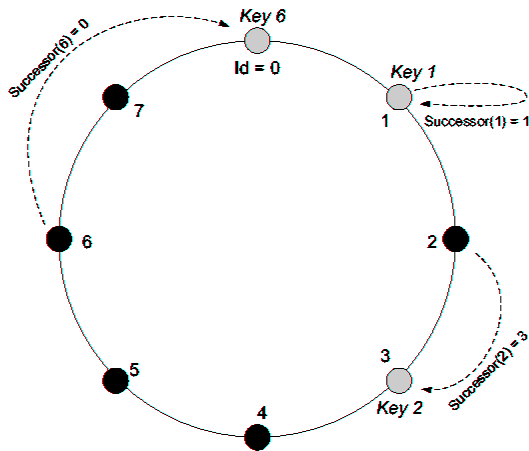 Key 6
Successor(6) = 0
Id = 0
Key 1
7
1
Successor(1) = 1
6
2
3
Successor(2) = 3
5
Key 2
4